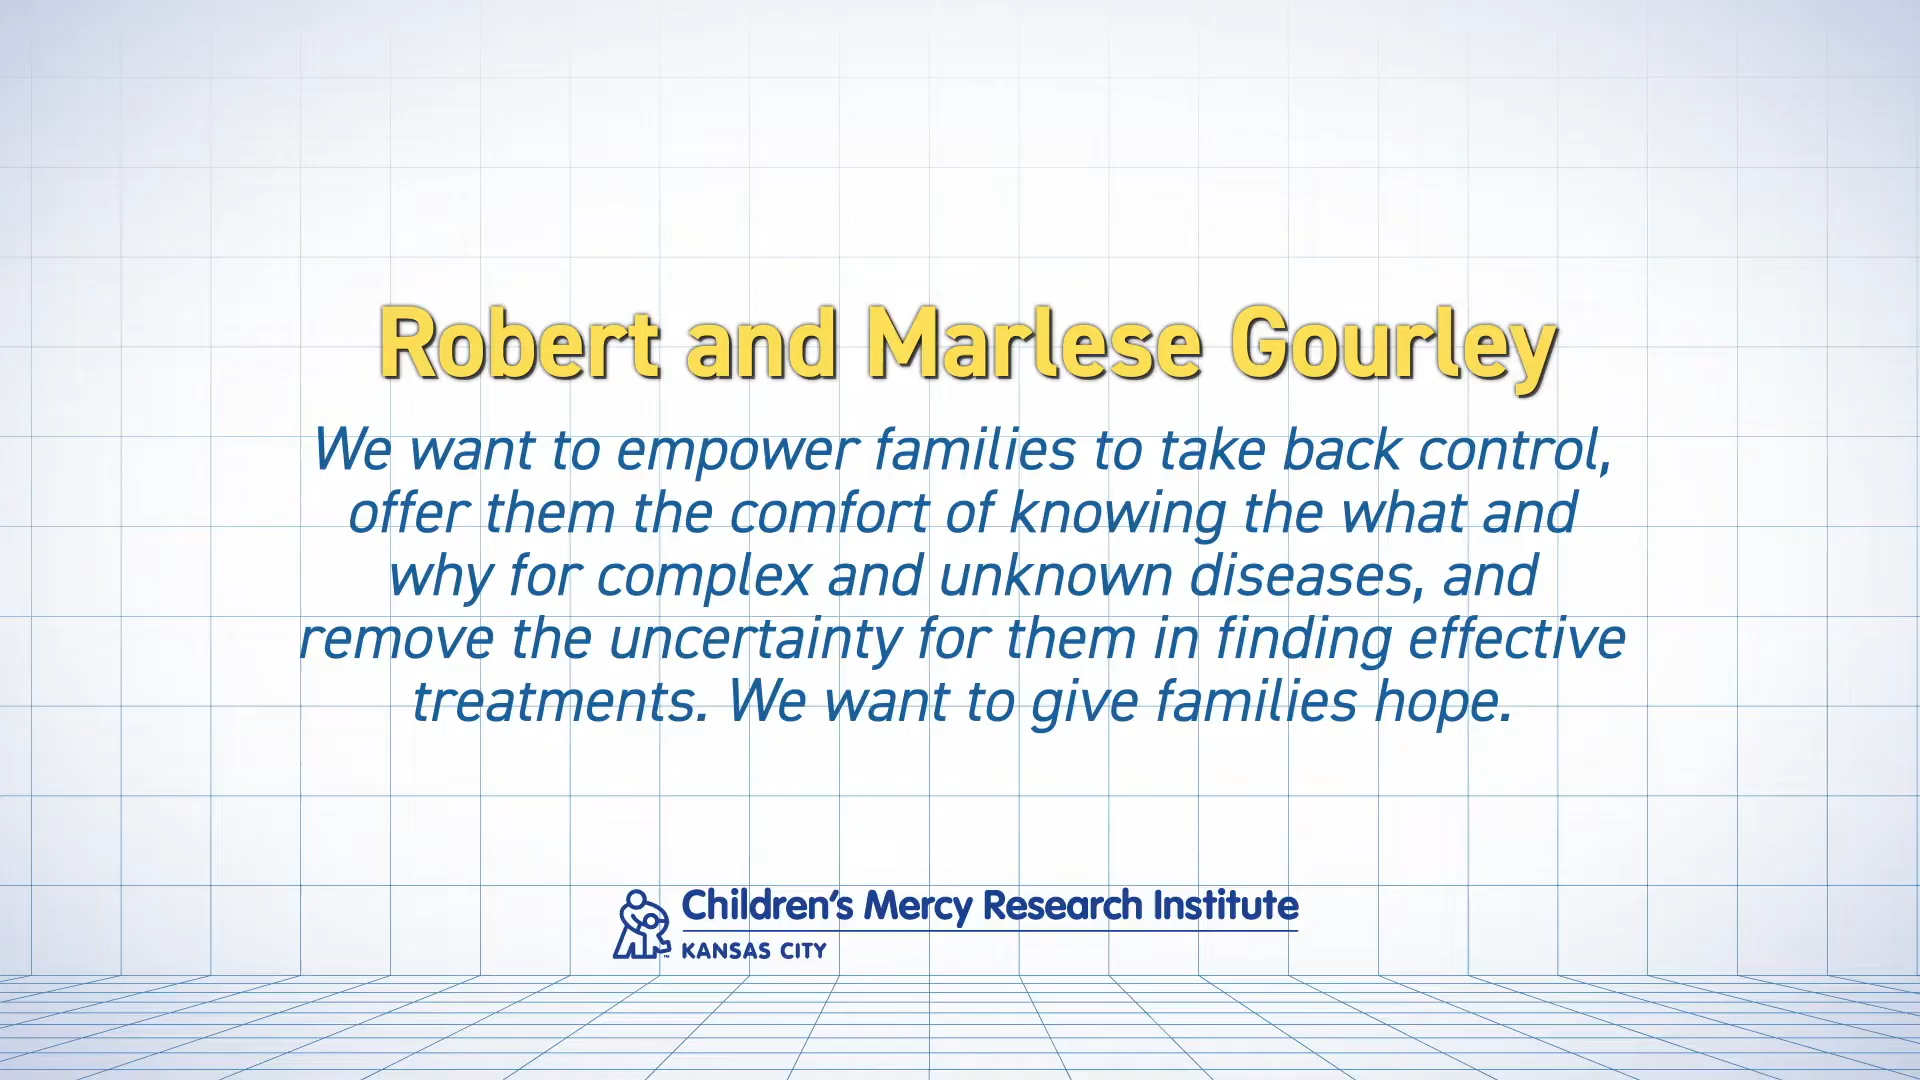 Robert and Marlese Gourley
We want to empower families to take back control,
offer them the comfort of knowing the what and
why for complex and unknown diseases, and
remove the uncertainty for them in finding effective
treatments. We want to give families hope.
Children's Mercy Research Institute
KANSAS CITY